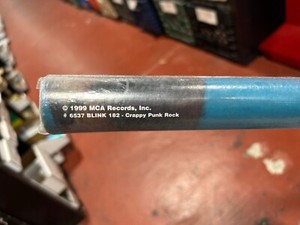 © 1999 MCA Records, Inc.
# 6537 BLINK 182 - Crappy Punk Rock